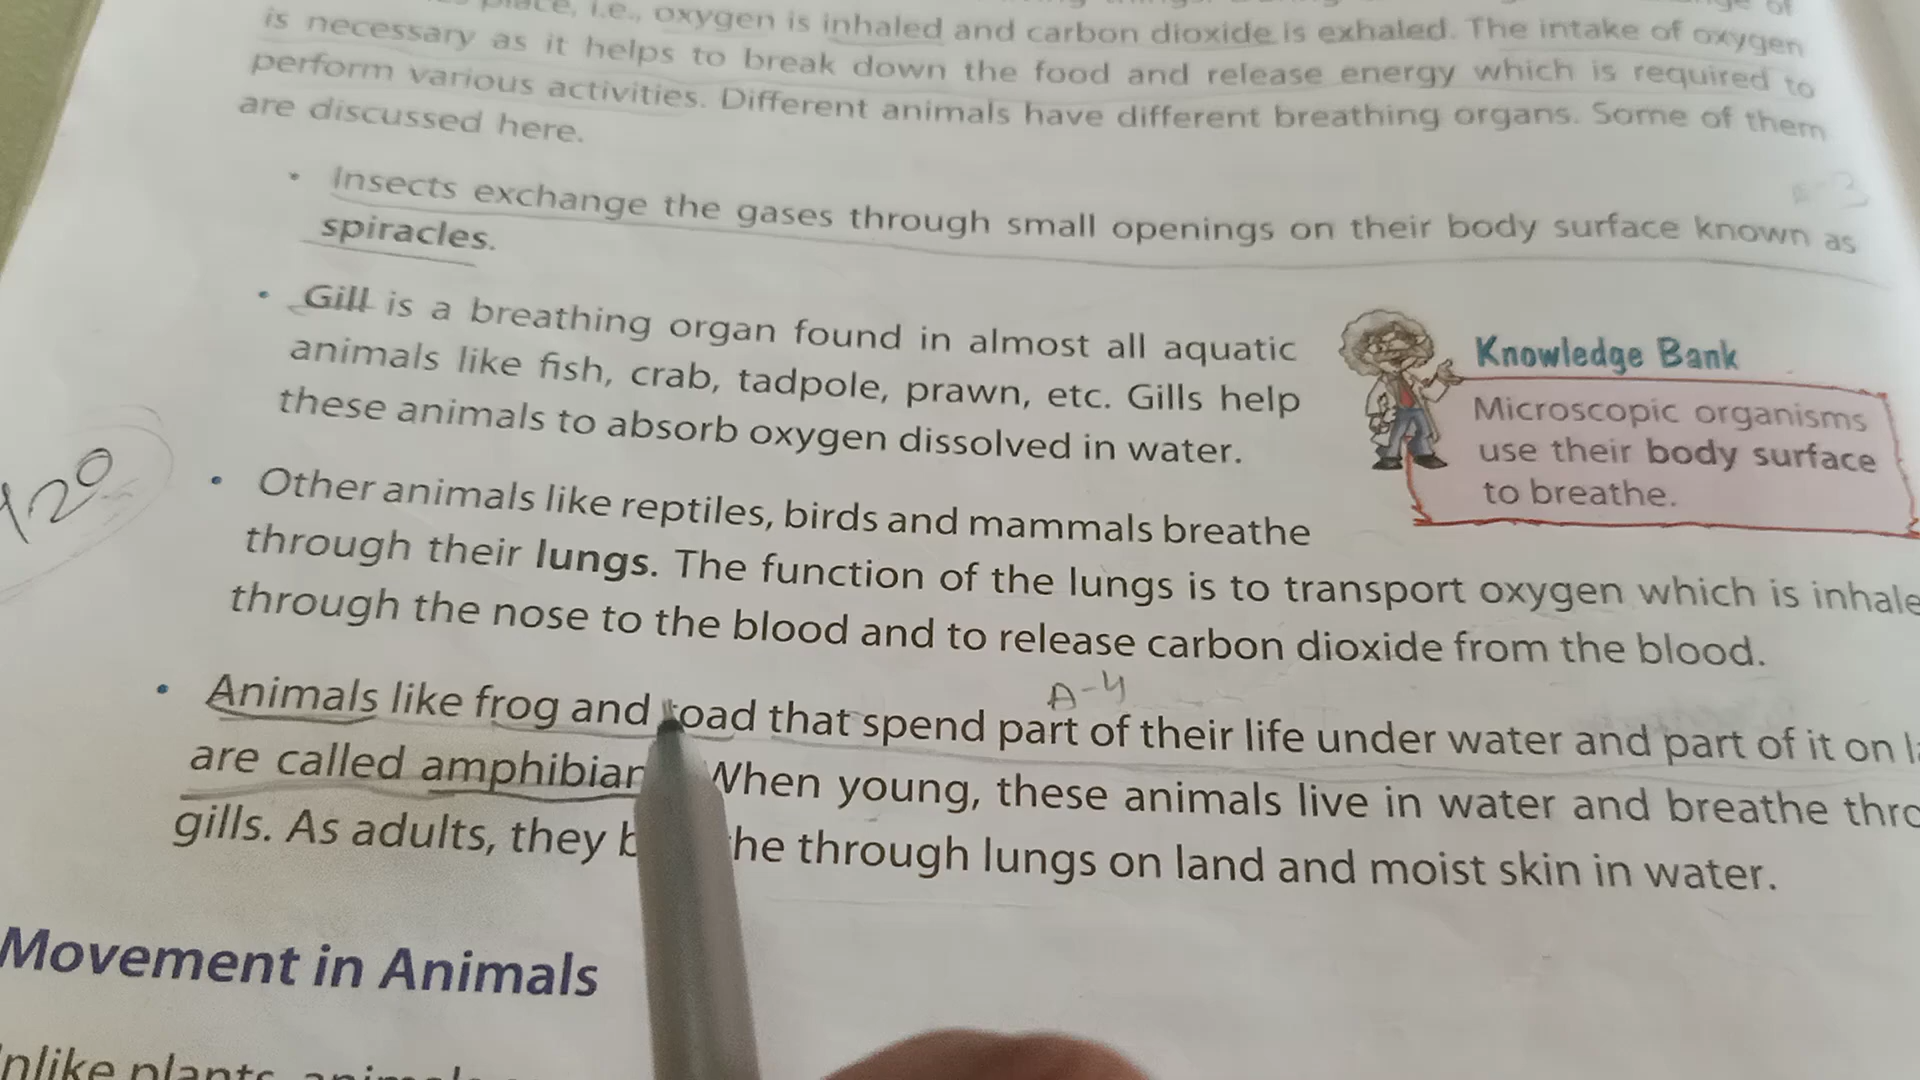 place, i.e., oxygen is inhaled and carbon dioxide is exhaled. The intake of oxygen
is necessary as it helps to break down the food and release energy which is required to
perform various activities. Different animals have different breathing organs. Some of them
are discussed here.
• Insects exchange the gases through small openings on their body surface known as
spiracles.
• Gill is a breathing organ found in almost all aquatic
animals like fish, crab, tadpole, prawn, etc. Gills help
these animals to absorb oxygen dissolved in water.
Knowledge Bank
Microscopic organisms
use their body surface
to breathe.
120
• Other animals like reptiles, birds and mammals breathe
through their lungs. The function of the lungs is to transport oxygen which is inhale
through the nose to the blood and to release carbon dioxide from the blood.
A-4
• Animals like frog and toad that spend part of their life under water and part of it on l
are called amphibian When young, these animals live in water and breathe thro
gills. As adults, they b he through lungs on land and moist skin in water.
Movement in Animals
nlike plants,